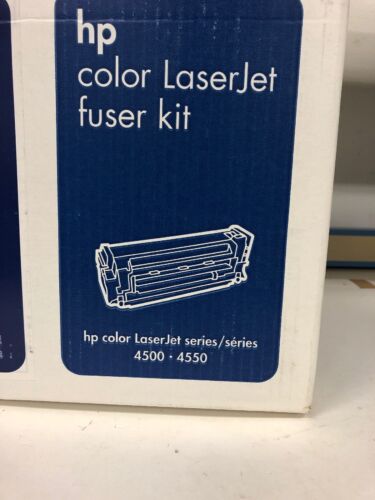 hp
color LaserJet
fuser kit
hp color LaserJet series/séries
4500 · 4550